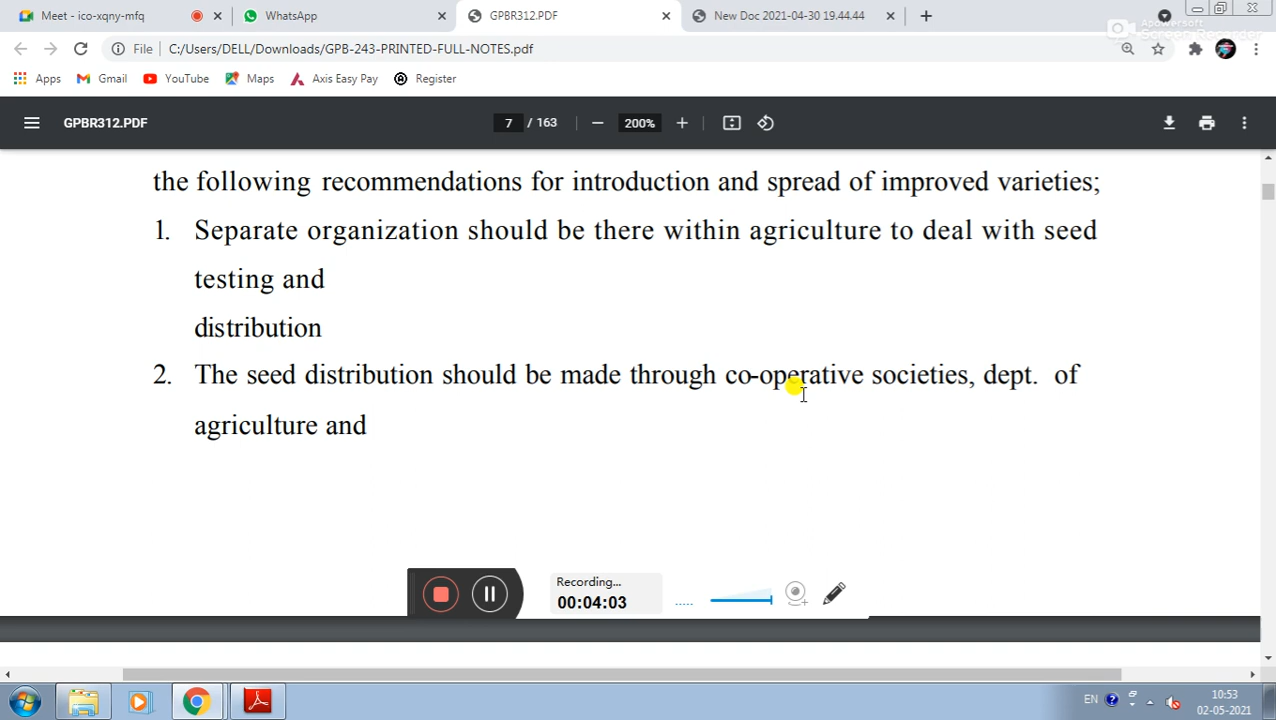 Meet - ico-xqny-mfq
WhatsApp
GPBR312.PDF
New Doc 2021-04-30 19.44.44
Apowersoft
Screen Recorder
File
C:/Users/DELL/Downloads/GPB-243-PRINTED-FULL-NOTES.pdf
Apps
Gmail
YouTube
Maps
Axis Easy Pay
Register
GPBR312.PDF
7 / 163
200%
the following recommendations for introduction and spread of improved varieties;
1. Separate organization should be there within agriculture to deal with seed
testing and
distribution
2. The seed distribution should be made through co-operative societies, dept. of
agriculture and
Recording...
00:04:03
EN
10:53
02-05-2021